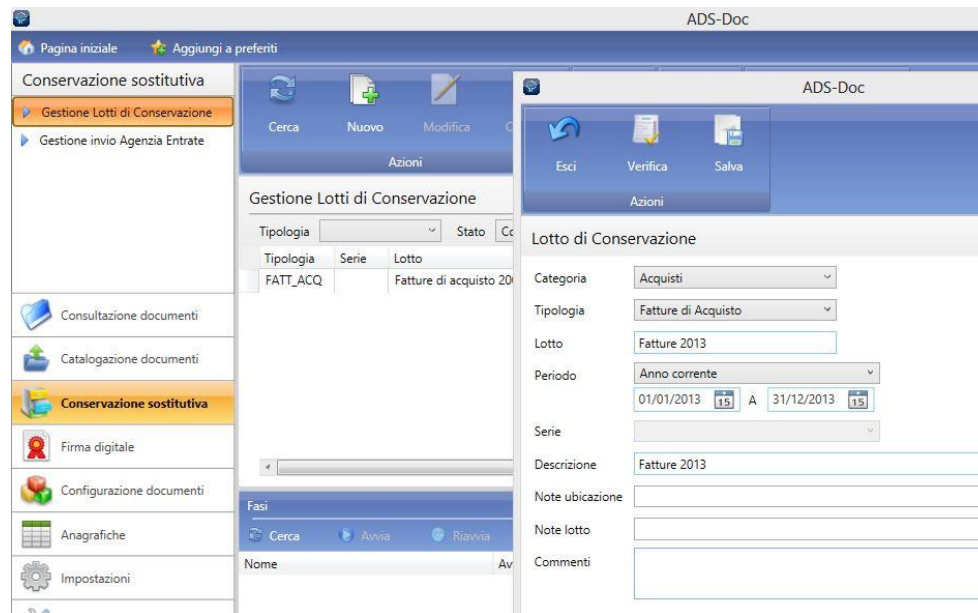 ADS-Doc
Pagina iniziale
Aggiungi a preferiti
Conservazione sostitutiva
Gestione Lotti di Conservazione
Gestione invio Agenzia Entrate
Consultazione documenti
Catalogazione documenti
Conservazione sostitutiva
Firma digitale
Configurazione documenti
Anagrafiche
Impostazioni
Cerca
Nuovo
Modifica
Azioni
Gestione Lotti di Conservazione
Tipologia
Stato
Tipologia Serie Lotto
FATT_ACQ Fatture di acquisto
Fasi
Cerca
Avvia
Riavvia
Nome
ADS-Doc
Esci
Verifica
Salva
Azioni
Lotto di Conservazione
Categoria Acquisti
Tipologia Fatture di Acquisto
Lotto Fatture 2013
Periodo Anno corrente
01/01/2013 15 A 31/12/2013 15
Serie
Descrizione Fatture 2013
Note ubicazione
Note lotto
Commenti